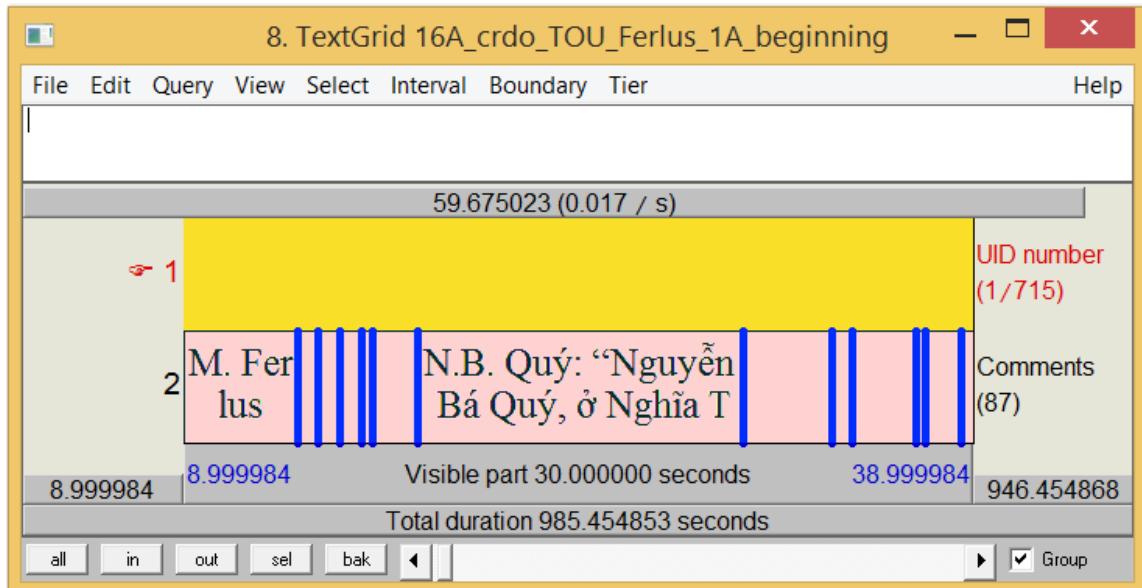 8. TextGrid 16A_crdo_TOU_Ferlus_1A_beginning
File Edit Query View Select Interval Boundary Tier Help
59.675023 (0.017 / s)
☞ 1
UID number
(1/715)
M. Fer
lus
N.B. Quý: “Nguyễn
Bá Quý, ở Nghĩa T
2
Comments
(87)
8.999984
8.999984
Visible part 30.000000 seconds
38.999984
946.454868
Total duration 985.454853 seconds
all in out sel bak Group